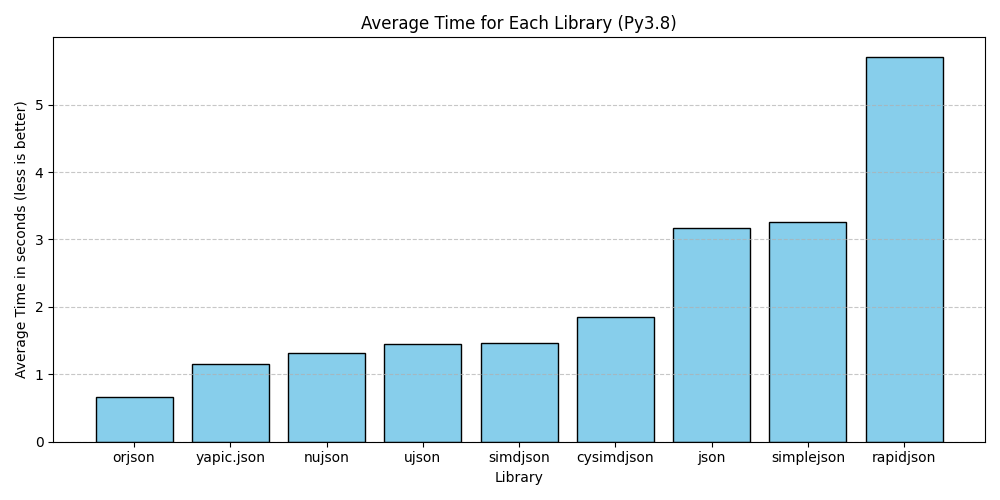 Average Time for Each Library (Py3.8)
Average Time in seconds (less is better)
5
4
3
2
1
0
orjson yapic.json nujson ujson simdjson cysimdjson json simplejson rapidjson
Library